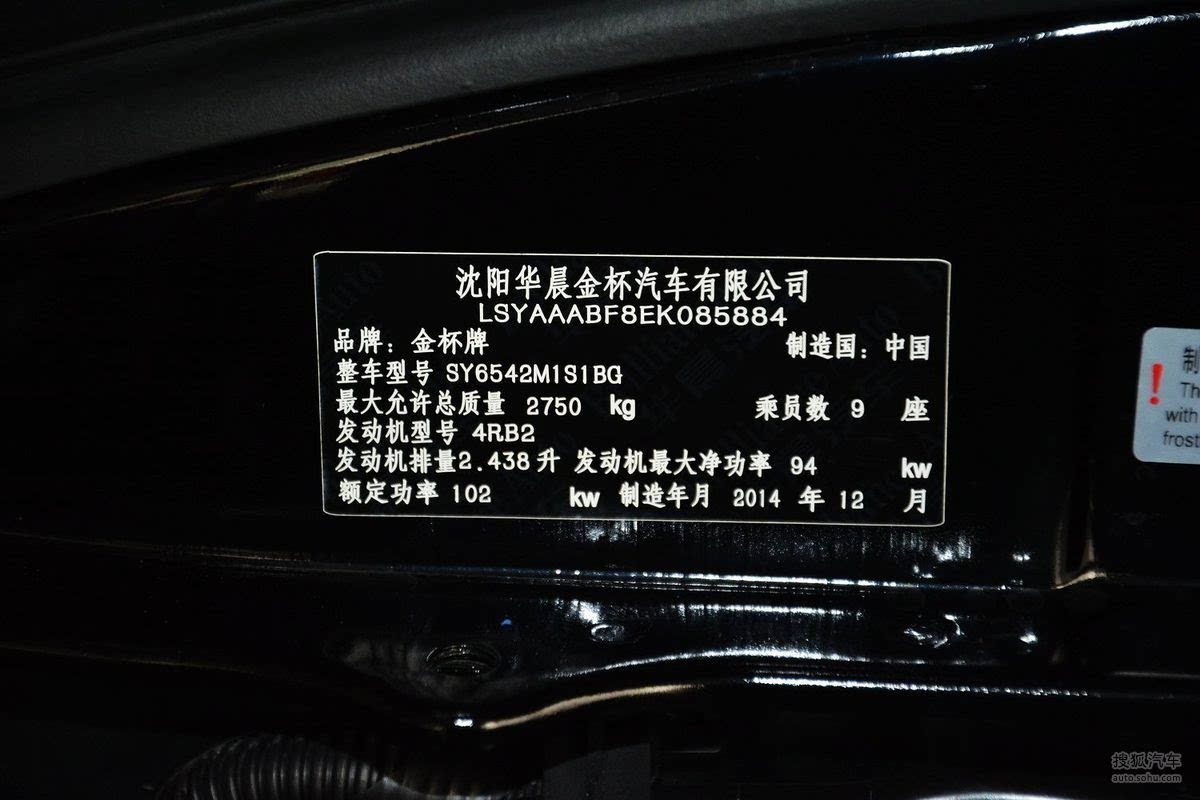 沈阳华晨金杯汽车有限公司
LSYAAABF8EK085884
品牌：金杯牌 制造国：中国
整车型号 SY6542M1S1BG
最大允许总质量 2750 kg 乘员数 9 座
发动机型号 4RB2
发动机排量2.438升 发动机最大净功率 94 kw
额定功率 102 kw 制造年月 2014 年 12 月
制
! Th
with
frost
搜狐汽车
auto.sohu.com